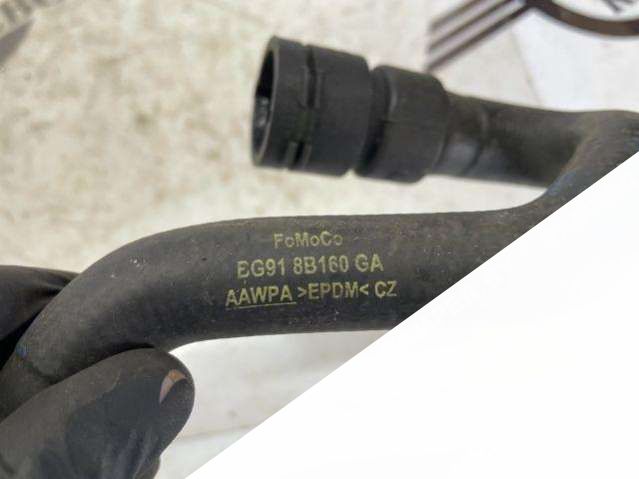 FoMoCo
EG91 8B160 GA
AAWPA >EPDM< CZ